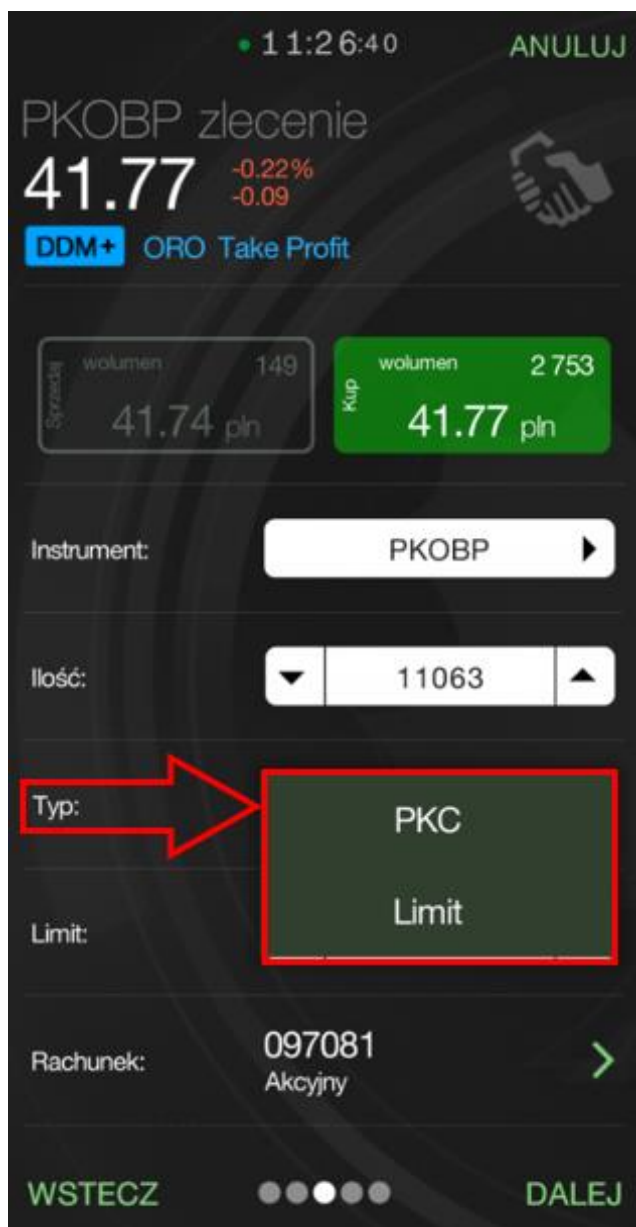 11:26:40 ANULUJ
PKOBP zlecenie
41.77 -0.22%
-0.09
DDM+ ORO Take Profit
Sprzedaj wolumen 149
41.74 pln
Kup wolumen 2 753
41.77 pln
Instrument: PKOBP
Ilość: 11063
Typ: PKC
Limit
Limit:
Rachunek: 097081
Akcyjny
WSTECZ DALEJ